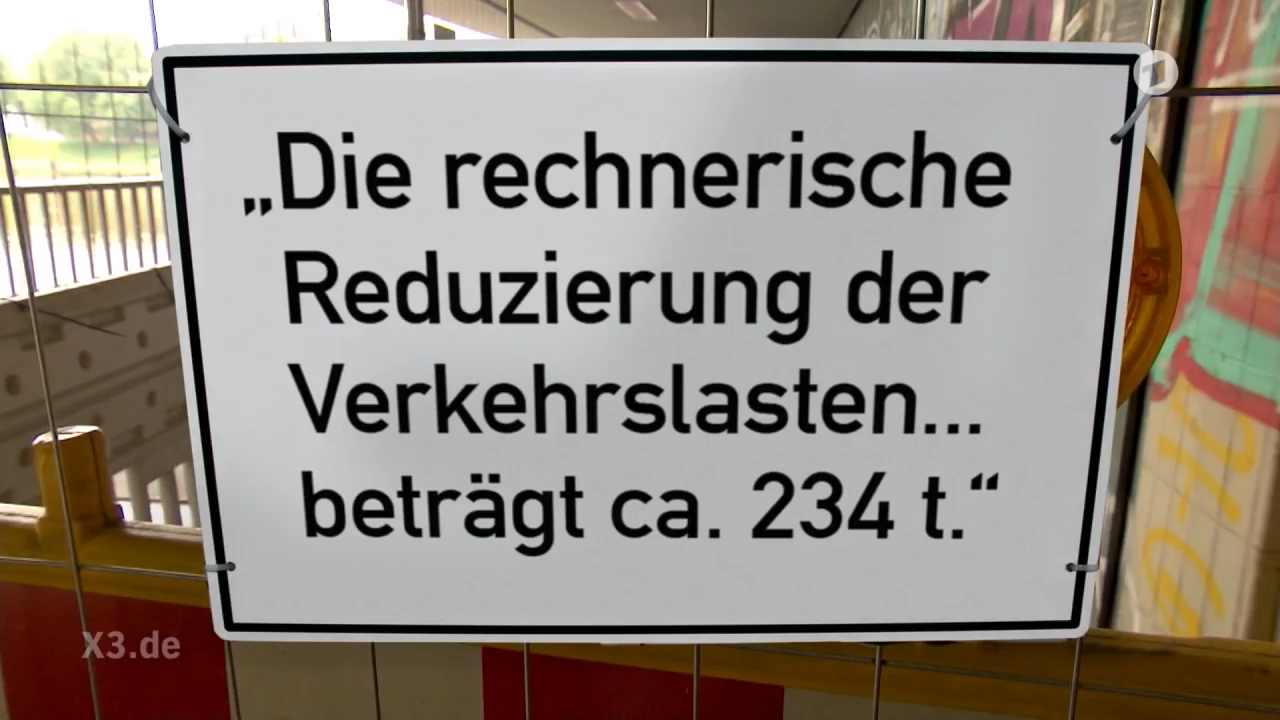 „Die rechnerische
Reduzierung der
Verkehrslasten...
beträgt ca. 234 t.“
X3.de